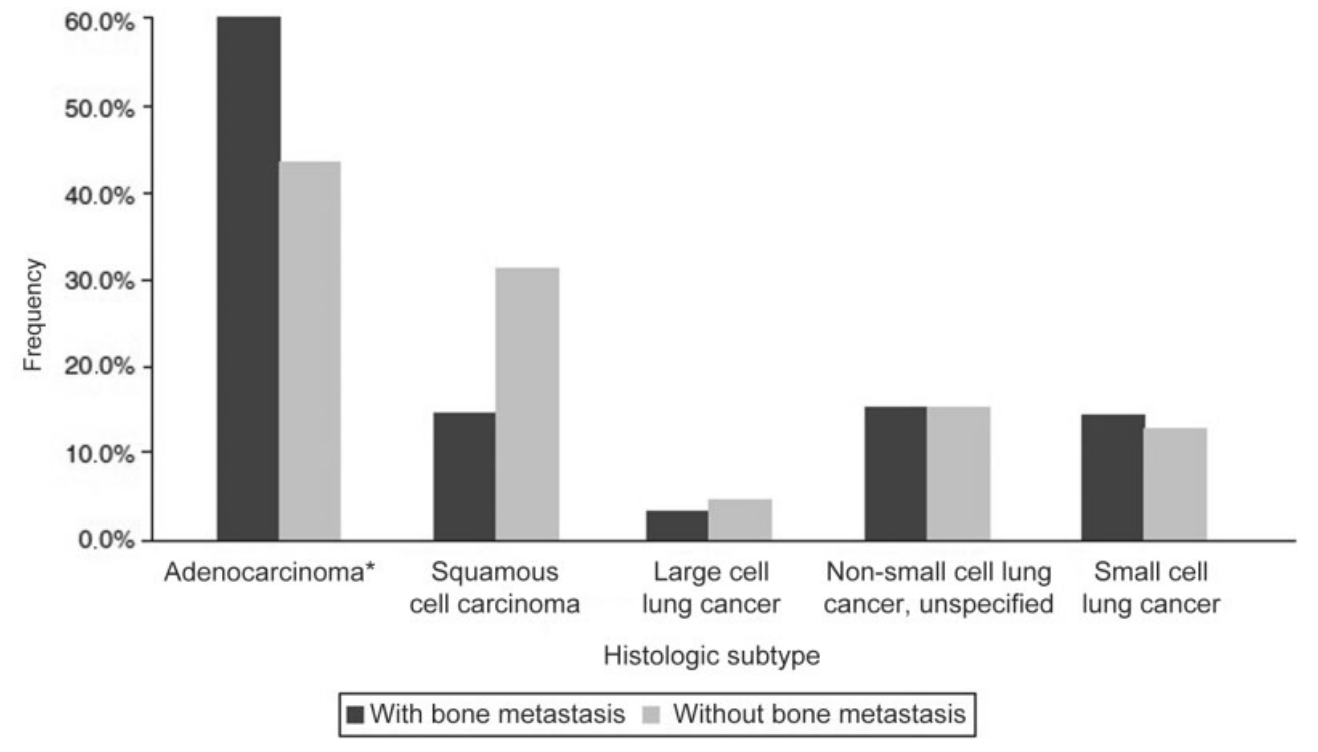 60.0%
50.0%
40.0%
30.0%
20.0%
10.0%
0.0%
Frequency
Adenocarcinoma*
Squamous
cell carcinoma
Large cell
lung cancer
Non-small cell lung
cancer, unspecified
Small cell
lung cancer
Histologic subtype
With bone metastasis
Without bone metastasis